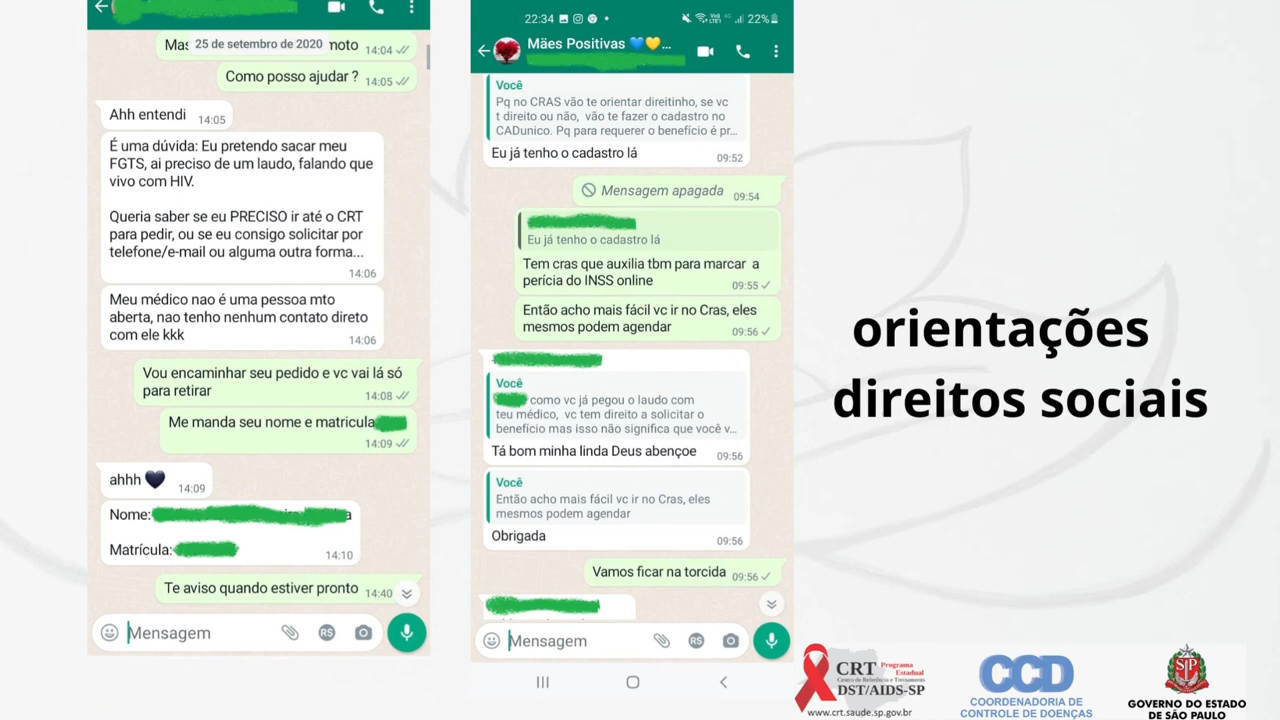 Mas
25 de setembro de 2020
moto
14:04
Como posso ajudar ?
14:05
Ahh entendi
14:05
É uma dúvida: Eu pretendo sacar meu
FGTS, ai preciso de um laudo, falando que
vivo com HIV.
Queria saber se eu PRECISO ir até o CRT
para pedir, ou se eu consigo solicitar por
telefone/e-mail ou alguma outra forma...
14:06
Meu médico nao é uma pessoa mto
aberta, nao tenho nenhum contato direto
com ele kkk
14:06
Vou encaminhar seu pedido e vc vai lá só
para retirar
14:08
Me manda seu nome e matricula
14:09
ahhh 🖤
14:09
Nome:
Matrícula:
14:10
Te aviso quando estiver pronto
14:40
Mensagem
RS
22:34
22%
Mães Positivas 💙💛...
Você
Pq no CRAS vão te orientar direitinho, se vc
t direito ou não, vão te fazer o cadastro no
CADunico. Pq para requerer o benefício é pr...
Eu já tenho o cadastro lá
09:52
Mensagem apagada
09:54
Eu já tenho o cadastro lá
Tem cras que auxilia tbm para marcar a
perícia do INSS online
09:55
Então acho mais fácil vc ir no Cras, eles
mesmos podem agendar
09:56
Você
como vc já pegou o laudo com
teu médico, vc tem direito a solicitar o
benefício mas isso não significa que você v...
Tá bom minha linda Deus abençoe
09:56
Você
Então acho mais fácil vc ir no Cras, eles
mesmos podem agendar
Obrigada
09:56
Vamos ficar na torcida
09:56
Mensagem
RS
orientações
direitos sociais
CRT
Programa
Estadual
Centro de Referência e Treinamento
DST/AIDS-SP
www.crt.saude.sp.gov.br
CCD
COORDENADORIA DE
CONTROLE DE DOENÇAS
SP
GOVERNO DO ESTADO
DE SÃO PAULO